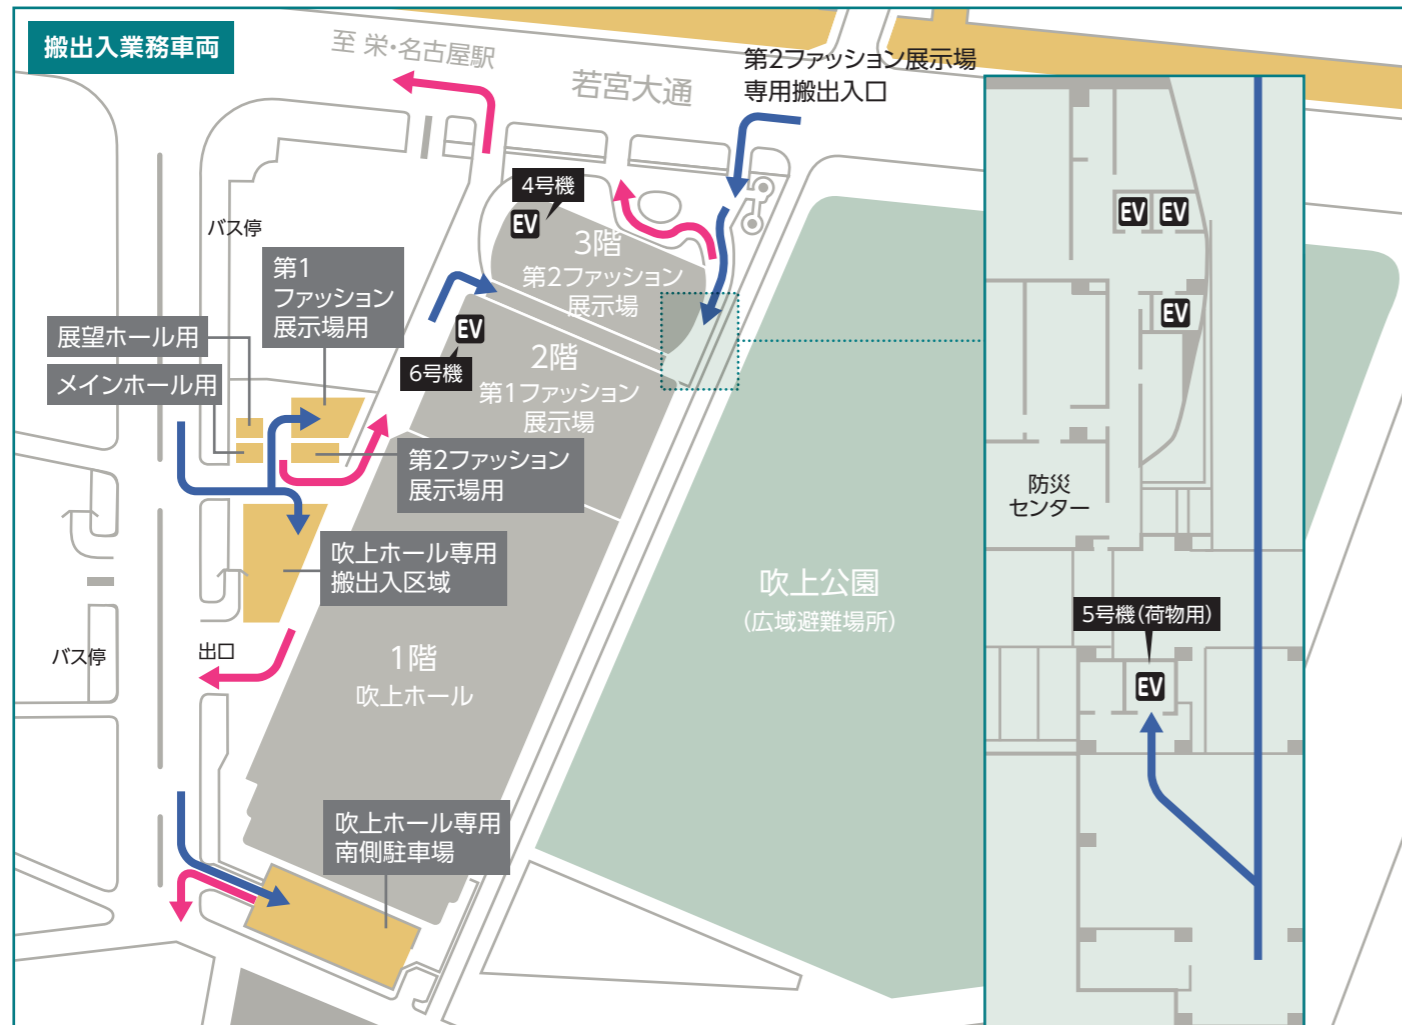 搬出入業務車両
至 栄・名古屋駅
若宮大通
第2ファッション展示場
専用搬出入口
4号機
EV
3階
第2ファッション
展示場
バス停
第1
ファッション
展示場用
展望ホール用
メインホール用
EV
6号機
2階
第1ファッション
展示場
第2ファッション
展示場用
吹上ホール専用
搬出入区域
バス停
出口
1階
吹上ホール
吹上公園
(広域避難場所)
吹上ホール専用
南側駐車場
EV
EV
EV
防災
センター
5号機(荷物用)
EV